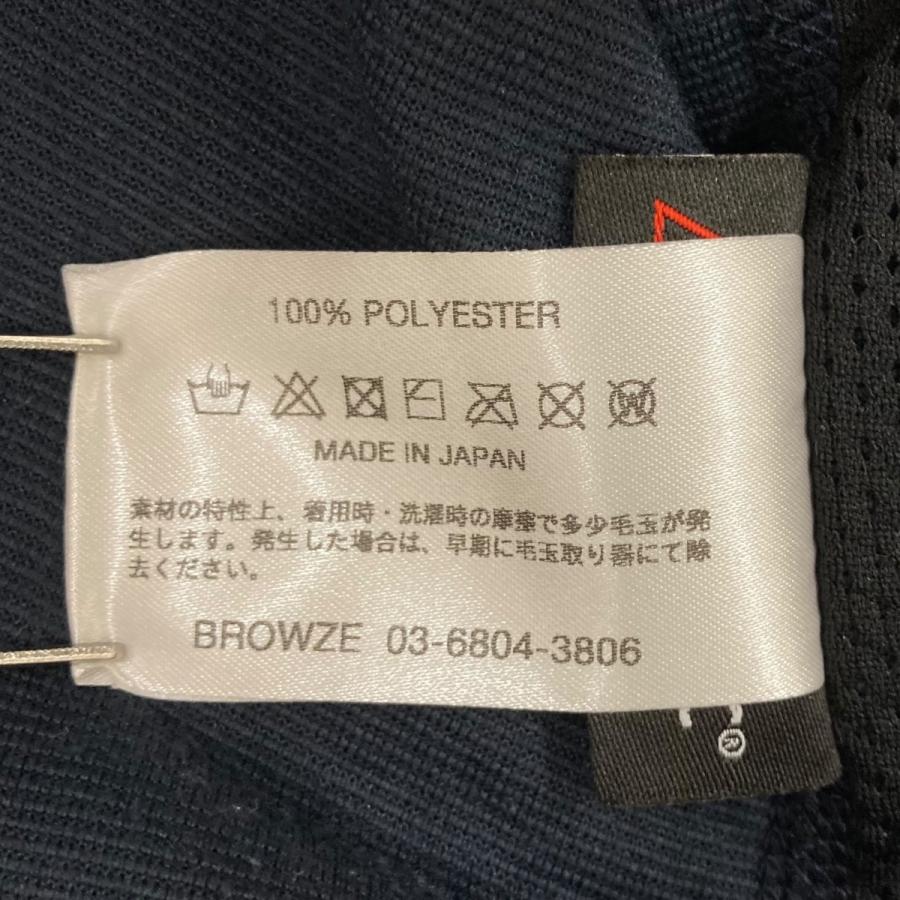 100% POLYESTER
W
MADE IN JAPAN
素材の特性上、着用時・洗濯時の摩擦で多少毛玉が発
生します。発生した場合は、早期に毛玉取り器にて除
去ください。
BROWZE 03-6804-3806
®